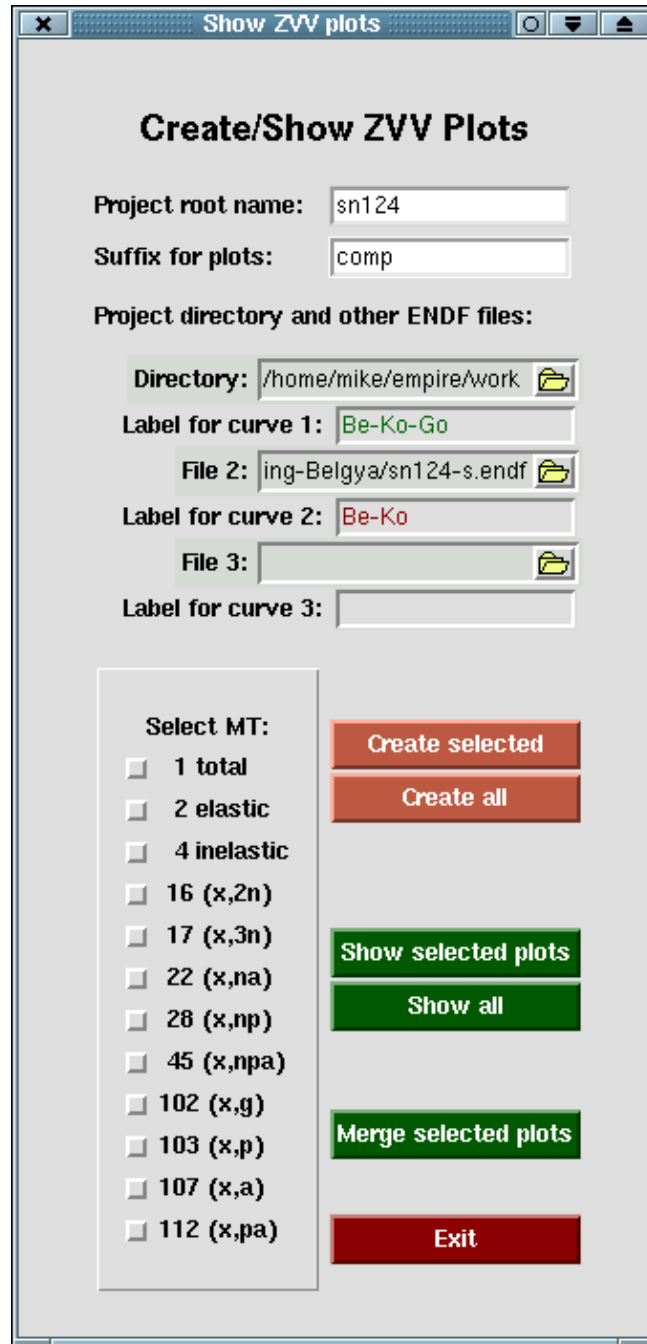 Show ZVV plots
Create/Show ZVV Plots
Project root name: sn124
Suffix for plots: comp
Project directory and other ENDF files:
Directory: /home/mike/empire/work
Label for curve 1: Be-Ko-Go
File 2: ing-Belgya/sn124-s.endf
Label for curve 2: Be-Ko
File 3:
Label for curve 3:
Select MT:
1 total
2 elastic
4 inelastic
16 (x,2n)
17 (x,3n)
22 (x,na)
28 (x,np)
45 (x,npa)
102 (x,g)
103 (x,p)
107 (x,a)
112 (x,pa)
Create selected
Create all
Show selected plots
Show all
Merge selected plots
Exit